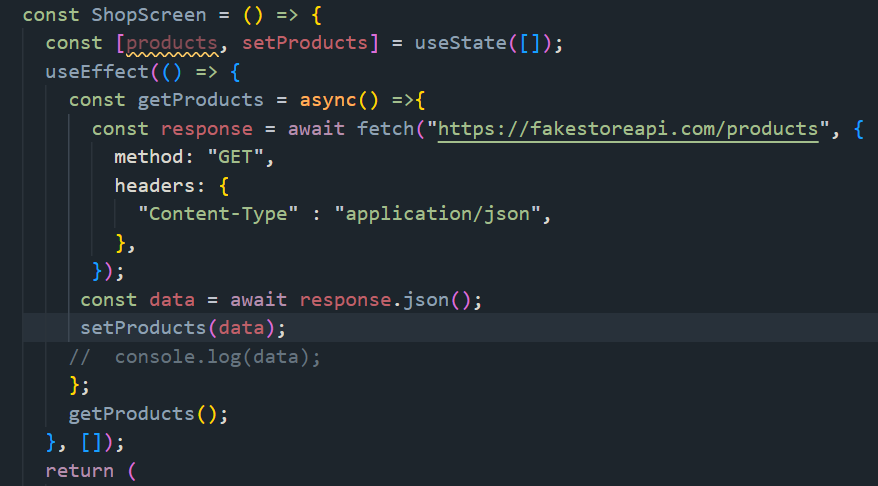 const ShopScreen = () => {
const [products, setProducts] = useState([]);
useEffect(() => {
const getProducts = async() =>{
const response = await fetch("https://fakestoreapi.com/products", {
method: "GET",
headers: {
"Content-Type" : "application/json",
},
});
const data = await response.json();
setProducts(data);
//  console.log(data);
};
getProducts();
}, []);
return (